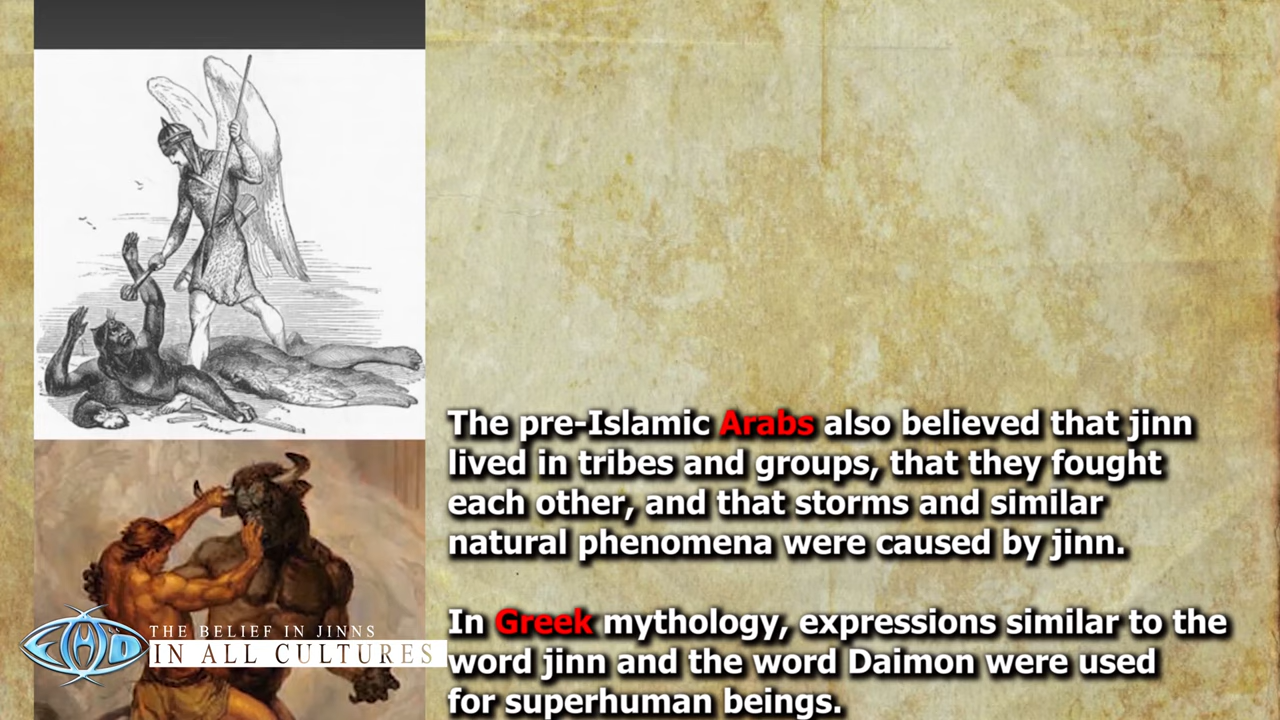 The pre-Islamic Arabs also believed that jinn
lived in tribes and groups, that they fought
each other, and that storms and similar
natural phenomena were caused by jinn.
In Greek mythology, expressions similar to the
word jinn and the word Daimon were used
for superhuman beings.
THE BELIEF IN JINNS
IN ALL CULTURES